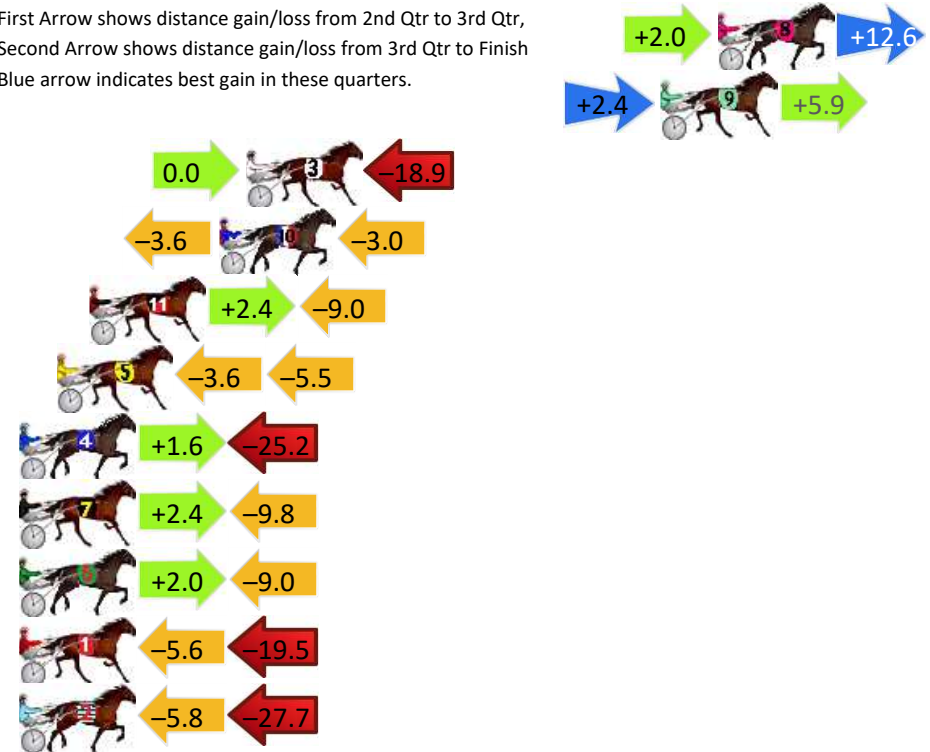 First Arrow shows distance gain/loss from 2nd Qtr to 3rd Qtr,
Second Arrow shows distance gain/loss from 3rd Qtr to Finish
Blue arrow indicates best gain in these quarters.
+2.0 8 +12.6
+2.4 9 +5.9
0.0 3 –18.9
–3.6 10 –3.0
11 +2.4 –9.0
5 –3.6 –5.5
4 +1.6 –25.2
7 +2.4 –9.8
6 +2.0 –9.0
1 –5.6 –19.5
2 –5.8 –27.7